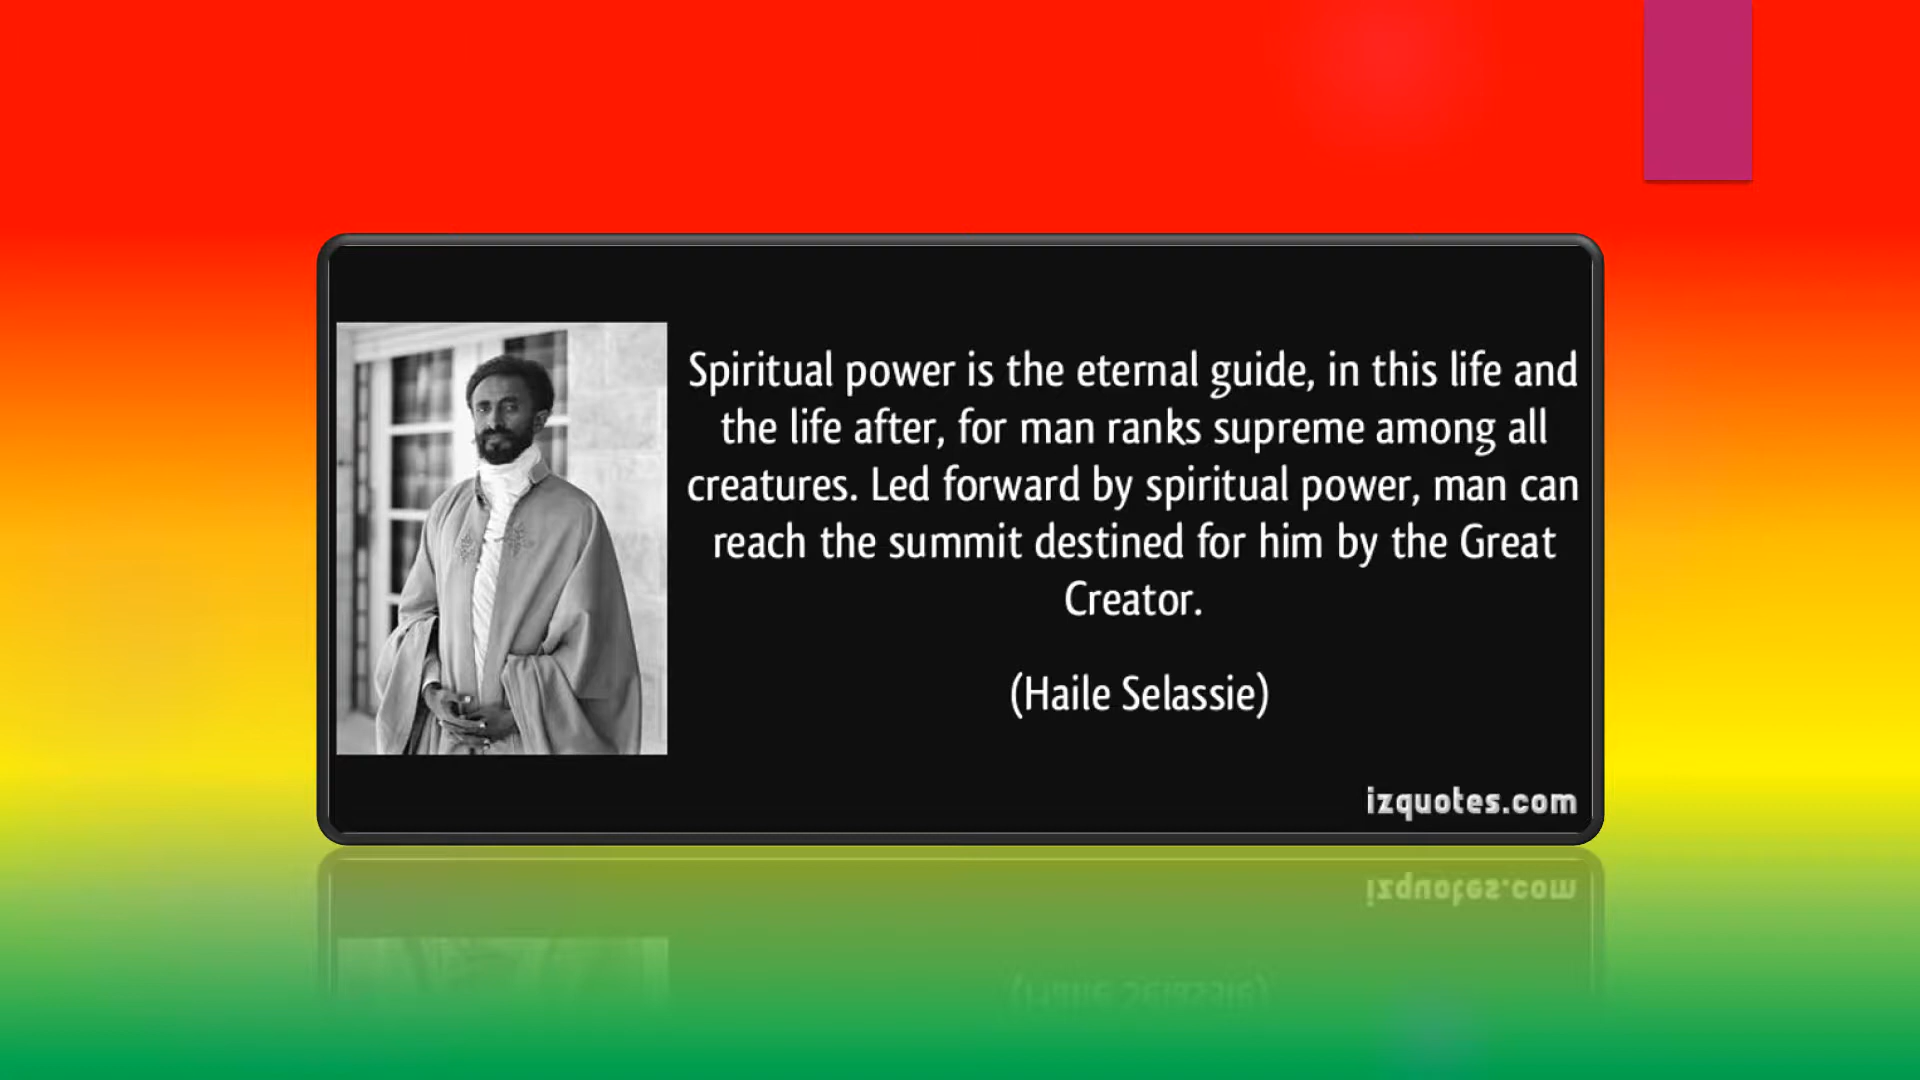 Spiritual power is the eternal guide, in this life and
the life after, for man ranks supreme among all
creatures. Led forward by spiritual power, man can
reach the summit destined for him by the Great
Creator.
(Haile Selassie)
izquotes.com